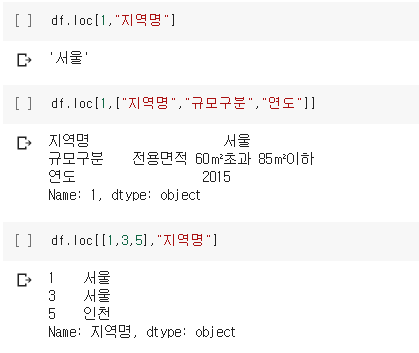 [ ] df.loc[1,"지역명"]
'서울'
[ ] df.loc[1,["지역명","규모구분","연도"]]
지역명 서울
규모구분 전용면적 60㎡초과 85㎡이하
연도 2015
Name: 1, dtype: object
[ ] df.loc[[1,3,5],"지역명"]
1 서울
3 서울
5 인천
Name: 지역명, dtype: object